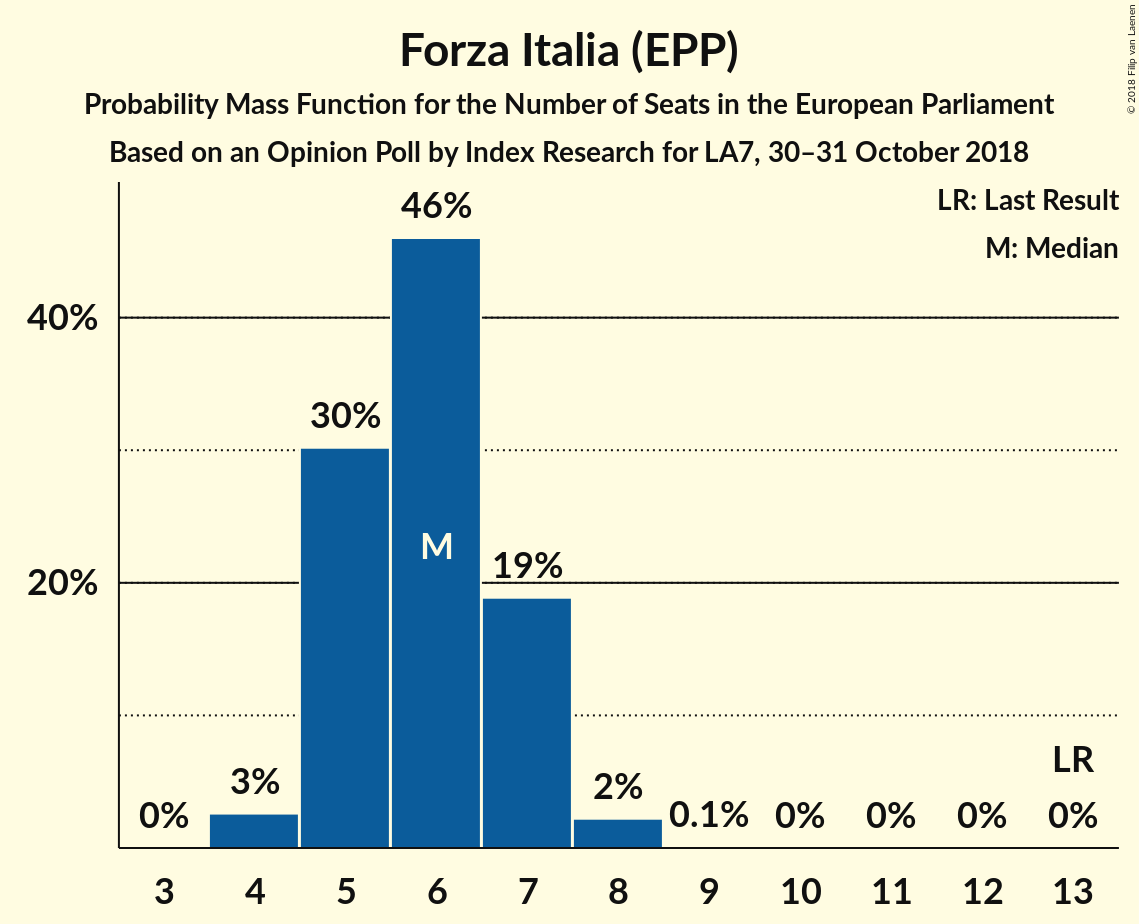 Forza Italia (EPP)
Probability Mass Function for the Number of Seats in the European Parliament
Based on an Opinion Poll by Index Research for LA7, 30–31 October 2018
© 2018 Filip van Laenen
LR: Last Result
M: Median
46%
40%
30%
M
19%
20%
LR
0% 3% 2% 0.1% 0% 0% 0% 0%
3 4 5 6 7 8 9 10 11 12 13